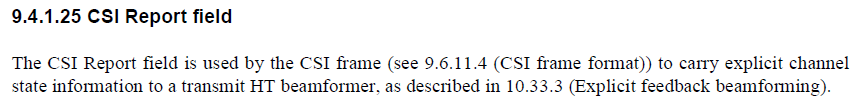 9.4.1.25 CSI Report field
The CSI Report field is used by the CSI frame (see 9.6.11.4 (CSI frame format)) to carry explicit channel
state information to a transmit HT beamformer, as described in 10.33.3 (Explicit feedback beamforming).